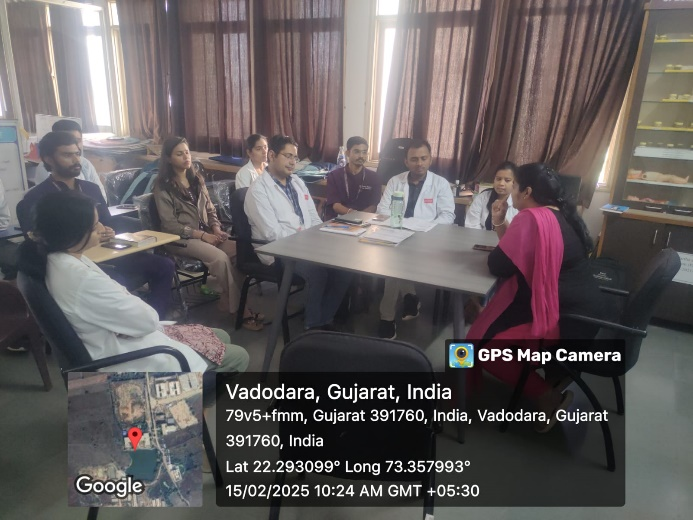 GPS Map Camera
Vadodara, Gujarat, India
79v5+fmm, Gujarat 391760, India, Vadodara, Gujarat
391760, India
Lat 22.293099° Long 73.357993°
15/02/2025 10:24 AM GMT +05:30
Google